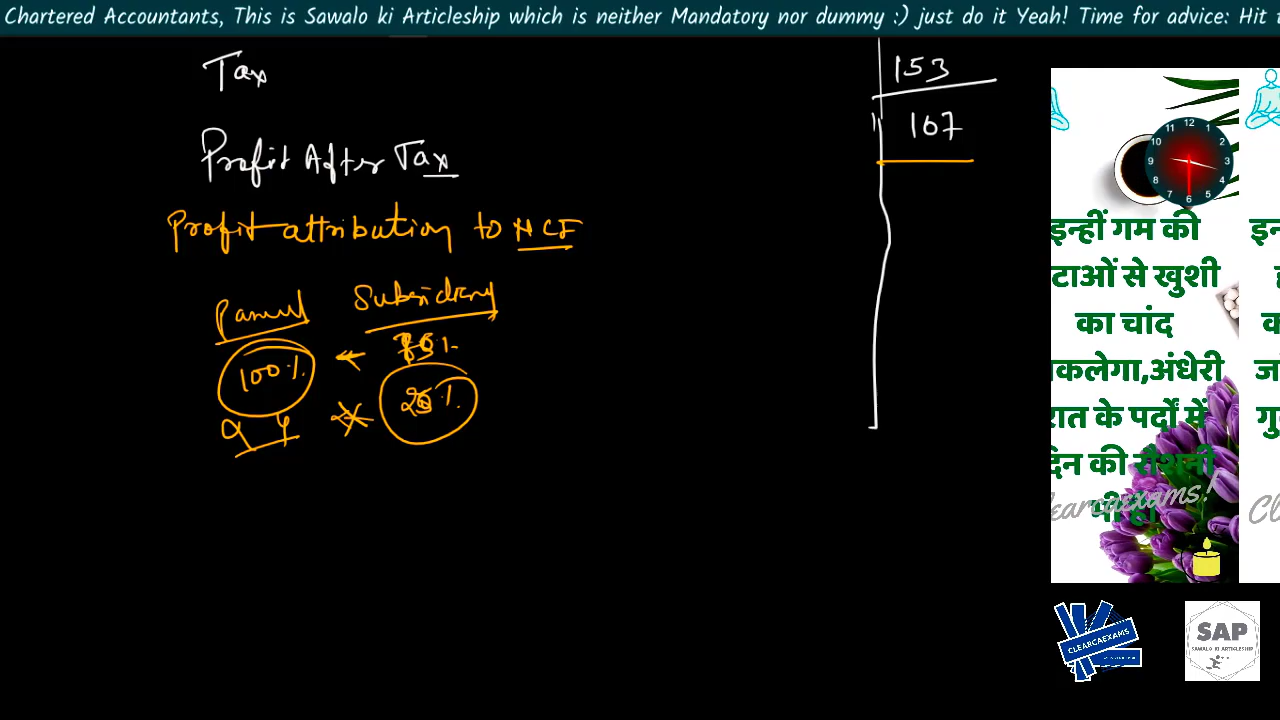 Chartered Accountants, This is Sawalo ki Articleship which is neither Mandatory nor dummy :) just do it Yeah! Time for advice: Hit
Tax
153
Profit After Tax
107
Profit attribution to NCI
Parent Subsidiary
100%
इन्हीं गम की
टाओं से खुशी
का चांद
कलेगा,अंधेरी
रात के पर्दों में
दिन की रौशनी
भी है
clearcaexams!
CLEARCAEXAMS
SAP
SAWALO KI ARTICLESHIP